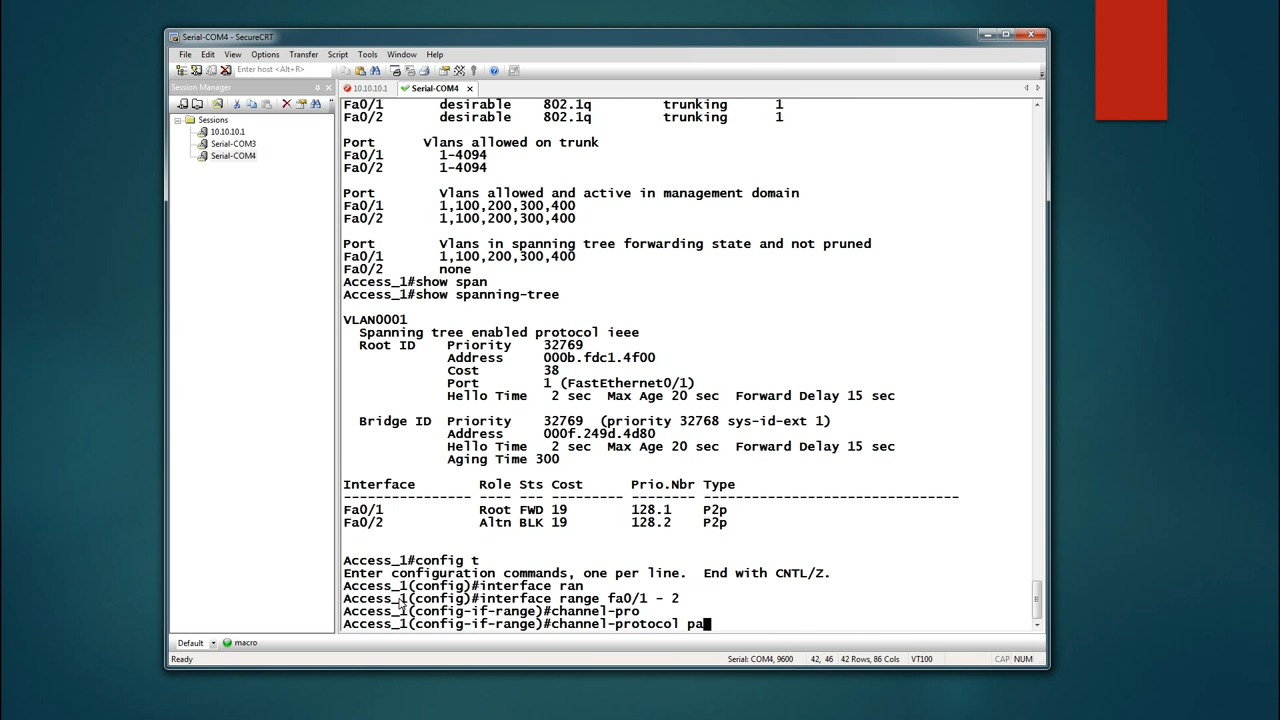 Serial-COM4 - SecureCRT
File Edit View Options Transfer Script Tools Window Help
Enter host <Alt+R>
Session Manager
10.10.10.1 Serial-COM4
Sessions
10.10.10.1
Serial-COM3
Serial-COM4
Fa0/1 desirable 802.1q trunking 1
Fa0/2 desirable 802.1q trunking 1
Port Vlans allowed on trunk
Fa0/1 1-4094
Fa0/2 1-4094
Port Vlans allowed and active in management domain
Fa0/1 1,100,200,300,400
Fa0/2 1,100,200,300,400
Port Vlans in spanning tree forwarding state and not pruned
Fa0/1 1,100,200,300,400
Fa0/2 none
Access_1#show span
Access_1#show spanning-tree
VLAN0001
Spanning tree enabled protocol ieee
Root ID Priority 32769
Address 000b.fdc1.4f00
Cost 38
Port 1 (FastEthernet0/1)
Hello Time 2 sec Max Age 20 sec Forward Delay 15 sec
Bridge ID Priority 32769 (priority 32768 sys-id-ext 1)
Address 000f.249d.4d80
Hello Time 2 sec Max Age 20 sec Forward Delay 15 sec
Aging Time 300
Interface Role Sts Cost Prio.Nbr Type
---------------- ---- --- --------- -------- --------------------------------
Fa0/1 Root FWD 19 128.1 P2p
Fa0/2 Altn BLK 19 128.2 P2p
Access_1#config t
Enter configuration commands, one per line. End with CNTL/Z.
Access_1(config)#interface ran
Access_1(config)#interface range fa0/1 - 2
Access_1(config-if-range)#channel-pro
Access_1(config-if-range)#channel-protocol pa
Default macro
Ready Serial: COM4, 9600 42, 46 42 Rows, 86 Cols VT100 CAP NUM